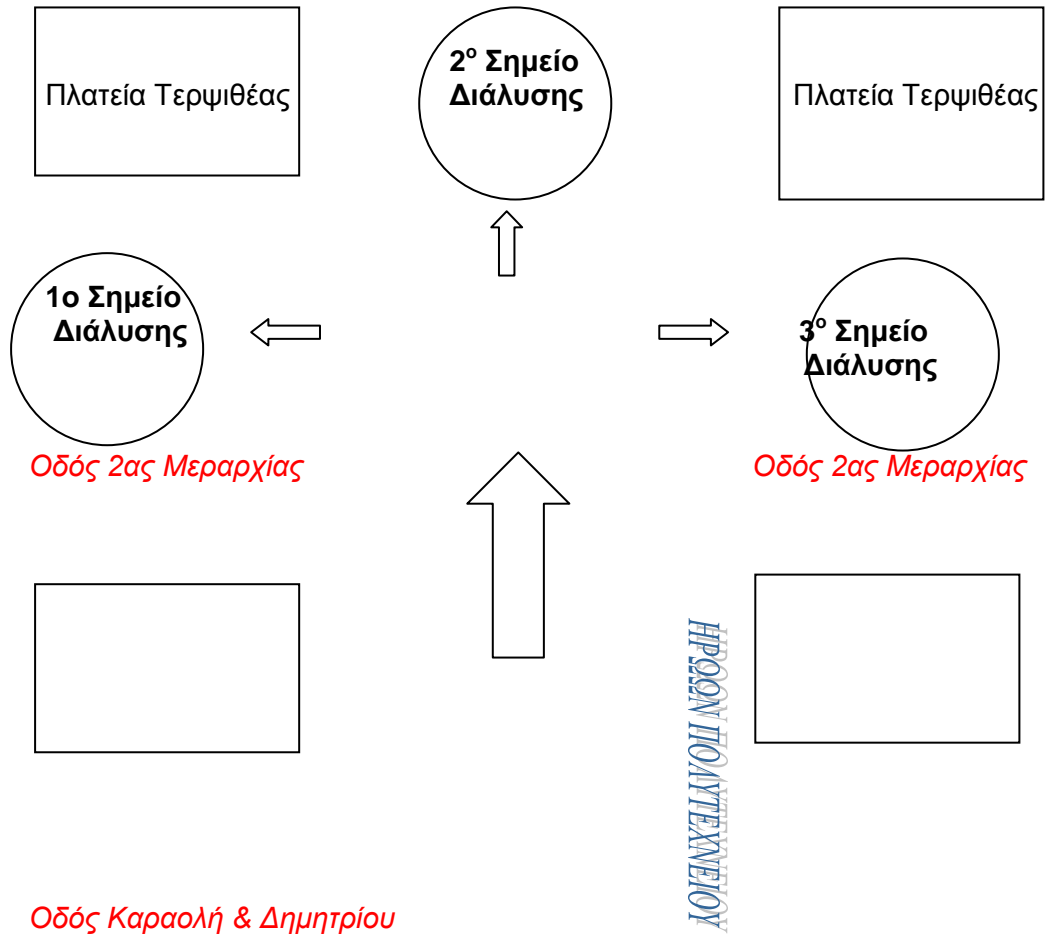 Πλατεία Τερψιθέας
2ο Σημείο
Διάλυσης
Πλατεία Τερψιθέας
1ο Σημείο
Διάλυσης
3ο Σημείο
Διάλυσης
Οδός 2ας Μεραρχίας
Οδός 2ας Μεραρχίας
ΗΡΩΩΝ ΠΟΛΥΤΕΧΝΕΙΟΥ
Οδός Καραολή & Δημητρίου